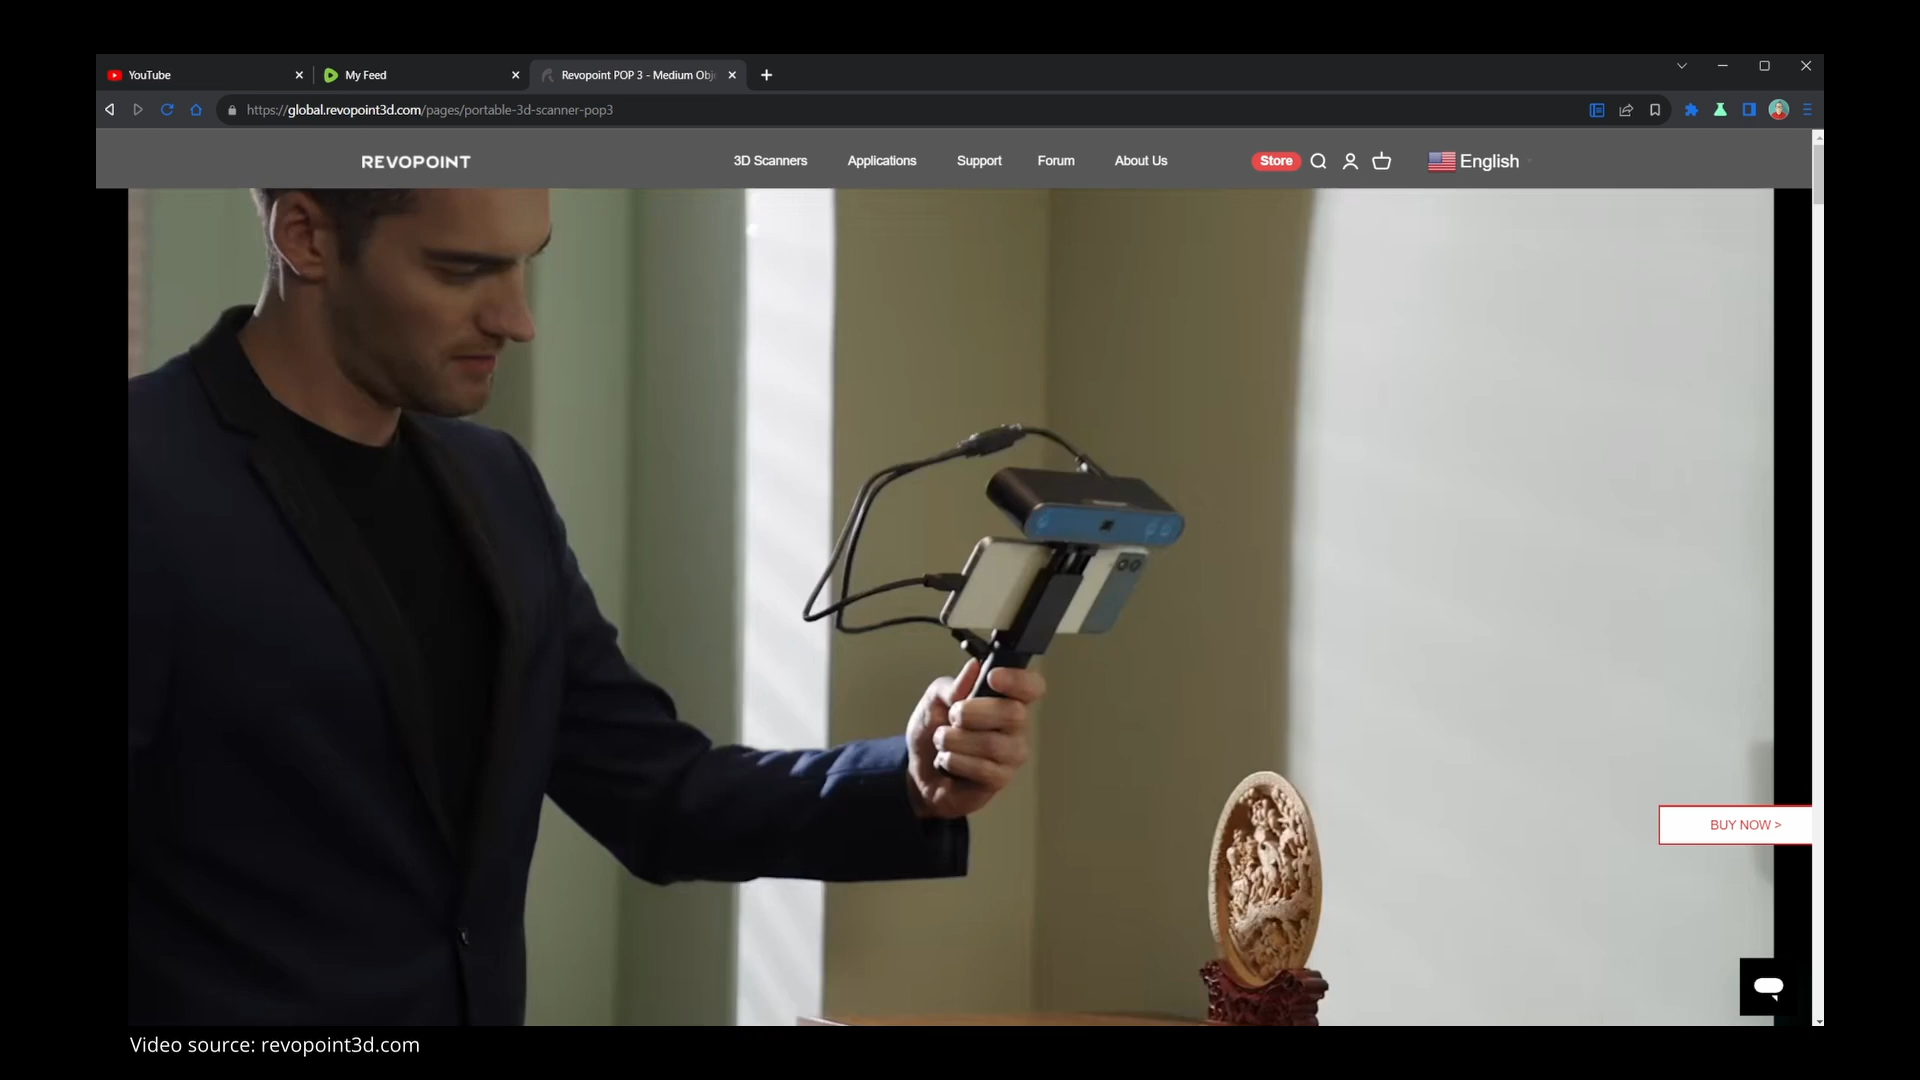 YouTube
My Feed
Revopoint POP 3 - Medium Obj
https://global.revopoint3d.com/pages/portable-3d-scanner-pop3
REVOPOINT
3D Scanners
Applications
Support
Forum
About Us
Store
English
BUY NOW >
Video source: revopoint3d.com